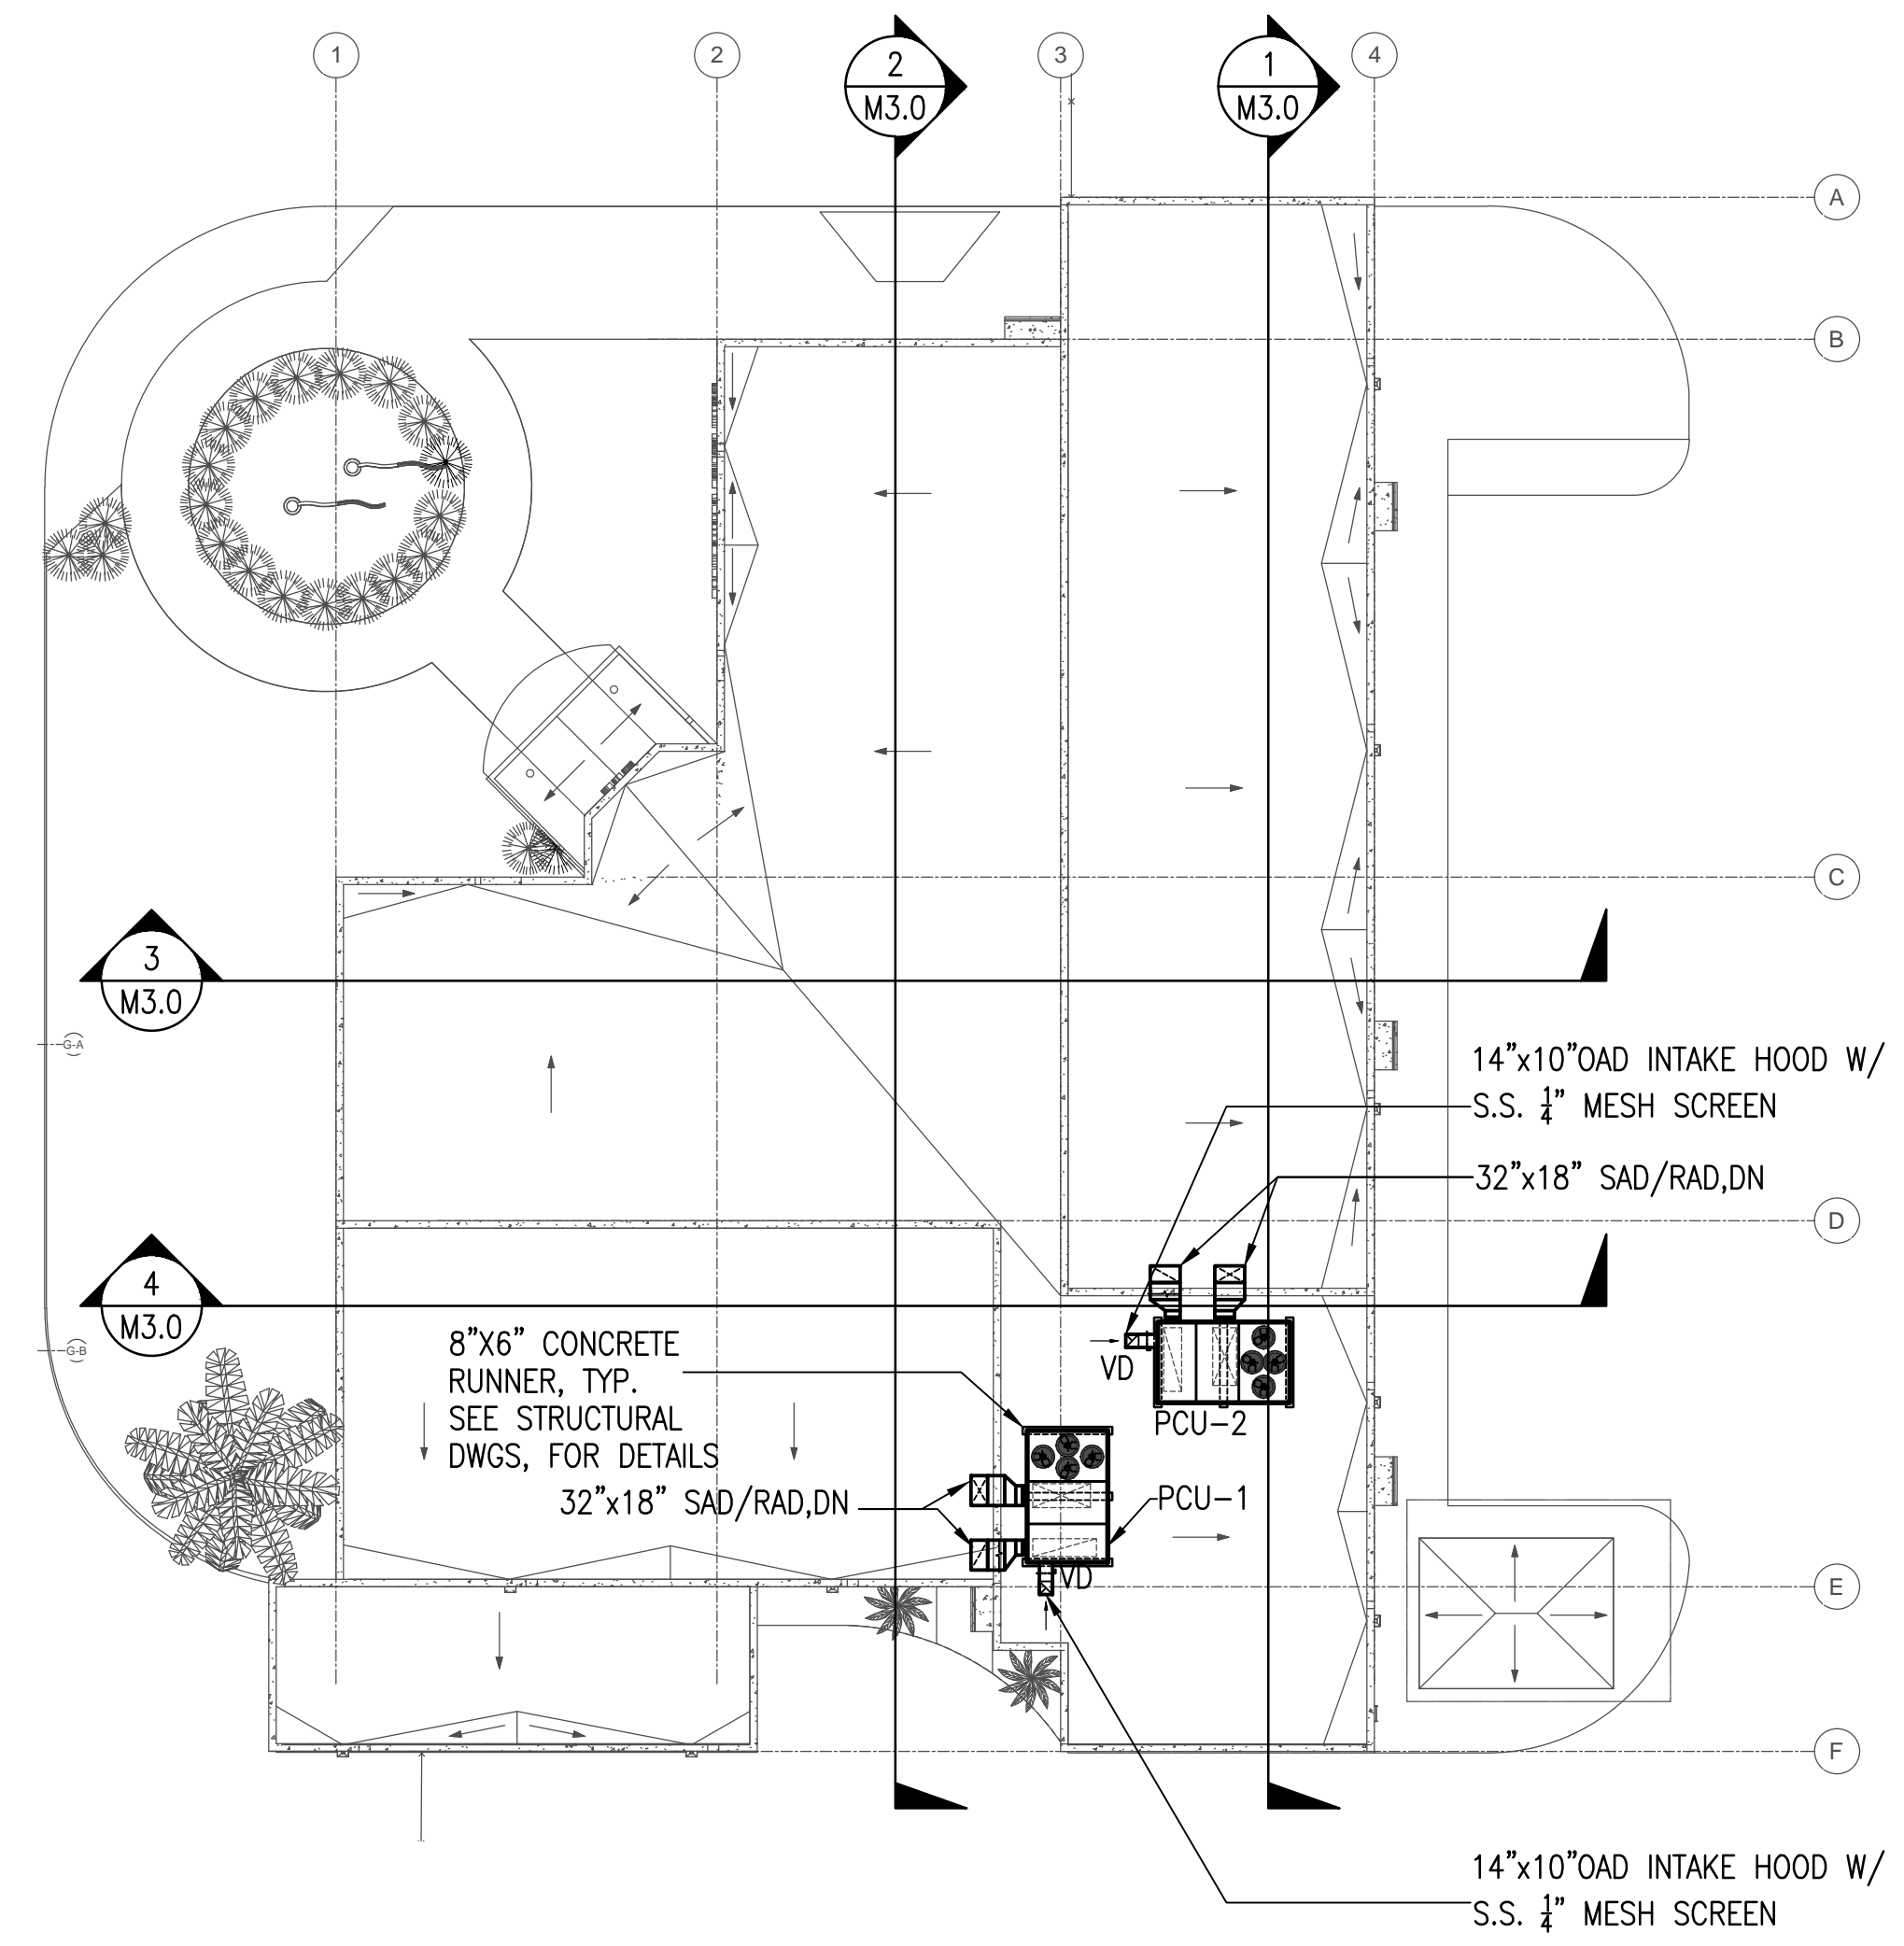 1
2
3
4
2
M3.0
1
M3.0
A
B
C
3
M3.0
G-A
14”x10”OAD INTAKE HOOD W/
S.S. ¼” MESH SCREEN
32”x18” SAD/RAD,DN
D
4
M3.0
G-B
8”X6” CONCRETE
RUNNER, TYP.
SEE STRUCTURAL
DWGS, FOR DETAILS
VD
PCU-2
32”x18” SAD/RAD,DN
PCU-1
VD
E
F
14”x10”OAD INTAKE HOOD W/
S.S. ¼” MESH SCREEN